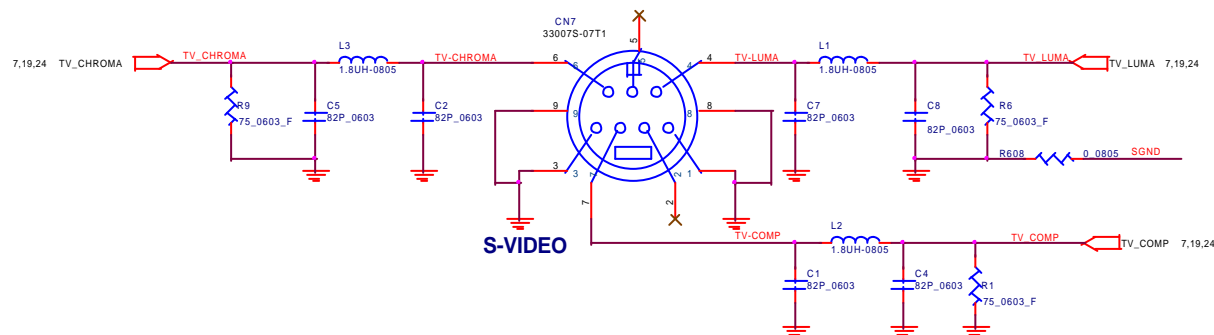 CN7
33007S-07T1
5
5
7,19,24 TV_CHROMA
TV_CHROMA
L3
1.8UH-0805
TV-CHROMA
6
6
4
4
TV-LUMA
L1
1.8UH-0805
TV_LUMA
TV_LUMA 7,19,24
R9
75_0603_F
C5
82P_0603
C2
82P_0603
9
9
8
8
C7
82P_0603
C8
82P_0603
R6
75_0603_F
R608
0_0805
SGND
3
3
7
2
1
1
7
2
S-VIDEO
TV-COMP
L2
1.8UH-0805
TV_COMP
TV_COMP 7,19,24
C1
82P_0603
C4
82P_0603
R1
75_0603_F